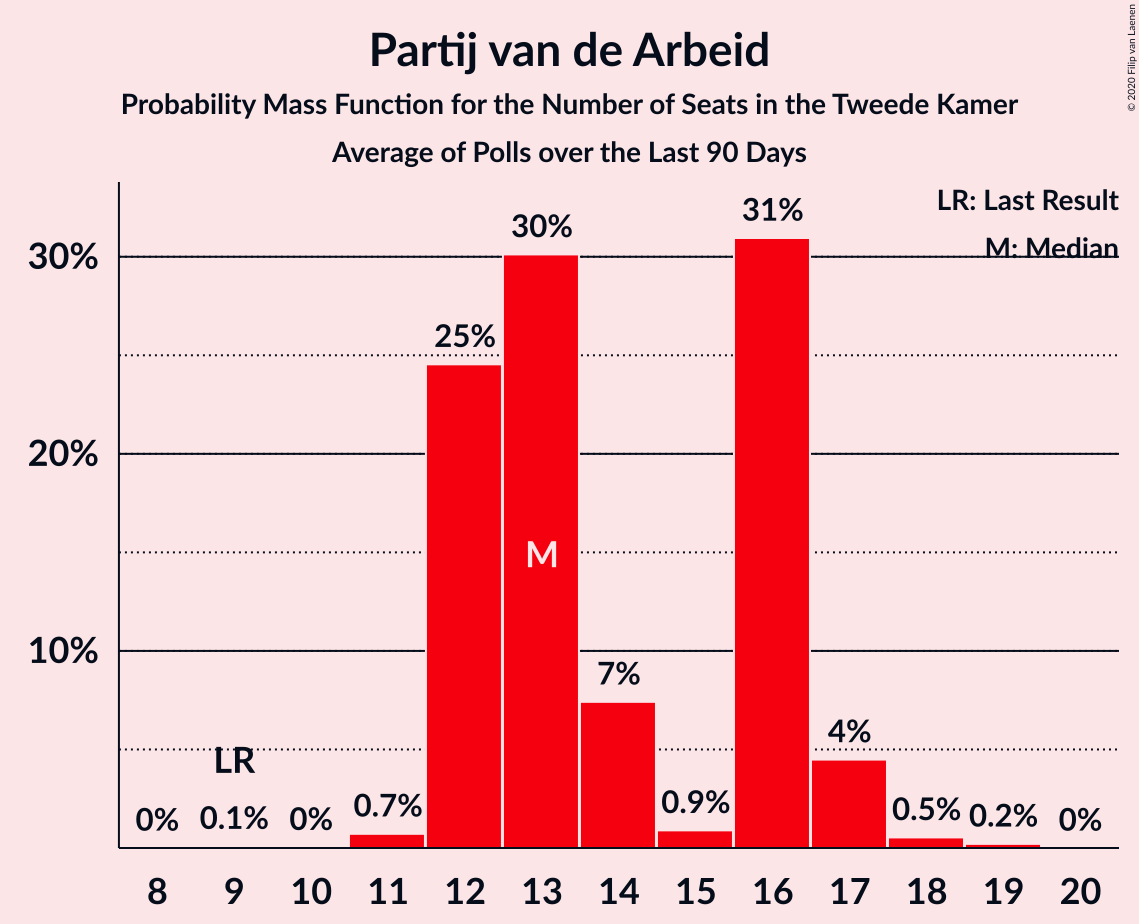 Partij van de Arbeid
Probability Mass Function for the Number of Seats in the Tweede Kamer
Average of Polls over the Last 90 Days
© 2020 Filip van Laenen
LR: Last Result
M: Median
30%
20%
10%
0%
0.1%
0%
0.7%
25%
30%
7%
0.9%
31%
4%
0.5%
0.2%
0%
LR
M
8 9 10 11 12 13 14 15 16 17 18 19 20